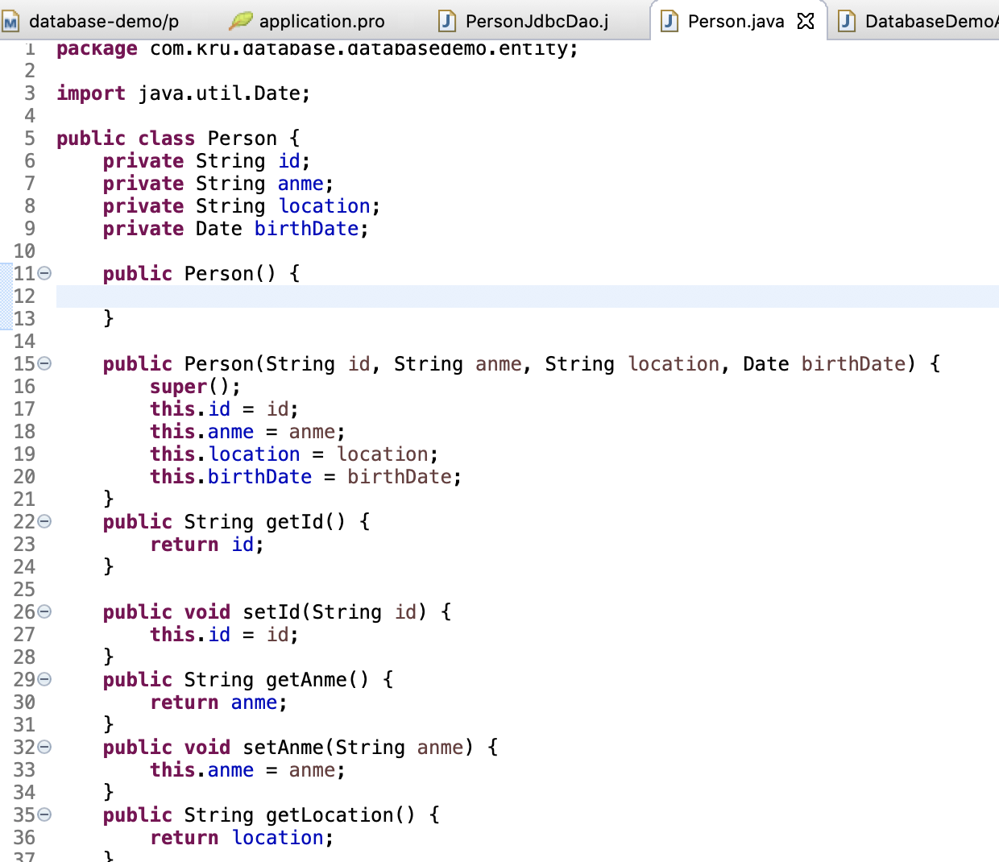 database-demo/p application.pro PersonJdbcDao.j Person.java DatabaseDemoA
1 package com.kru.database.databasedemo.entity;
2
3 import java.util.Date;
4
5 public class Person {
6 private String id;
7 private String anme;
8 private String location;
9 private Date birthDate;
10
11 public Person() {
12
13 }
14
15 public Person(String id, String anme, String location, Date birthDate) {
16 super();
17 this.id = id;
18 this.anme = anme;
19 this.location = location;
20 this.birthDate = birthDate;
21 }
22 public String getId() {
23 return id;
24 }
25
26 public void setId(String id) {
27 this.id = id;
28 }
29 public String getAnme() {
30 return anme;
31 }
32 public void setAnme(String anme) {
33 this.anme = anme;
34 }
35 public String getLocation() {
36 return location;
37 }